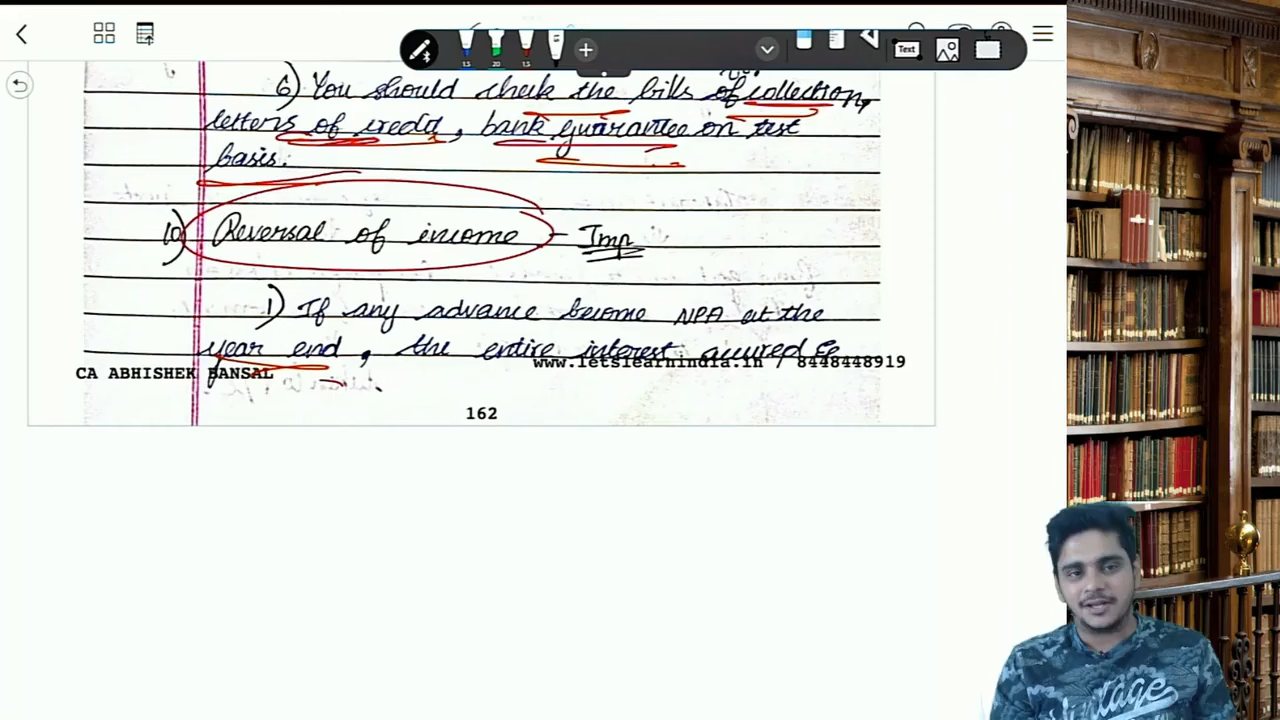 Text
6) You should check the bills of collection,
letters of credit, bank guarantee on test
basis.
10) Reversal of income - Imp
1) If any advance become NPA at the
year end, the entire interest accrued &
www.letslearnindia.in / 8448448919
CA ABHISHEK BANSAL
162